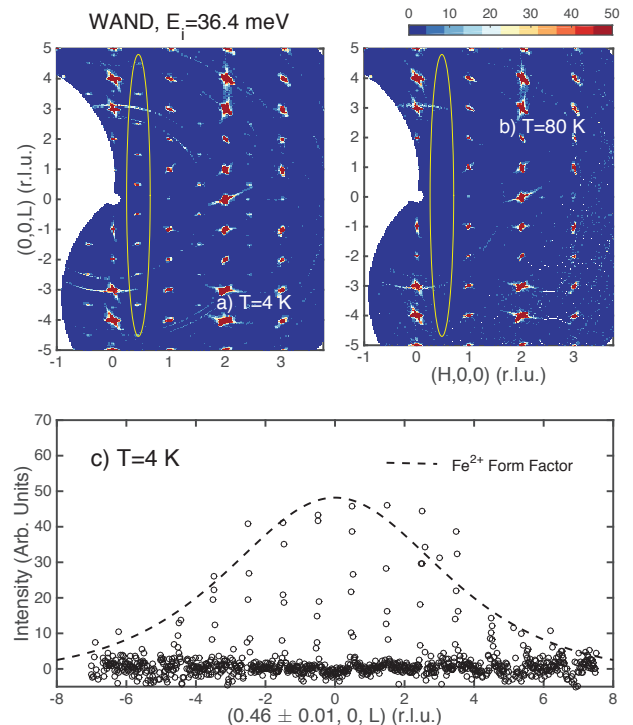 WAND, E_i=36.4 meV
0 10 20 30 40 50
5
4
3
2
1
0
-1
-2
-3
-4
-5
(0,0,L) (r.l.u.)
a) T=4 K
-1 0 1 2 3
5
4
3
2
1
0
-1
-2
-3
-4
-5
b) T=80 K
-1 0 1 2 3
(H,0,0) (r.l.u.)
70
60
50
40
30
20
10
0
Intensity (Arb. Units)
c) T=4 K
Fe²⁺ Form Factor
-8 -6 -4 -2 0 2 4 6 8
(0.46 ± 0.01, 0, L) (r.l.u.)